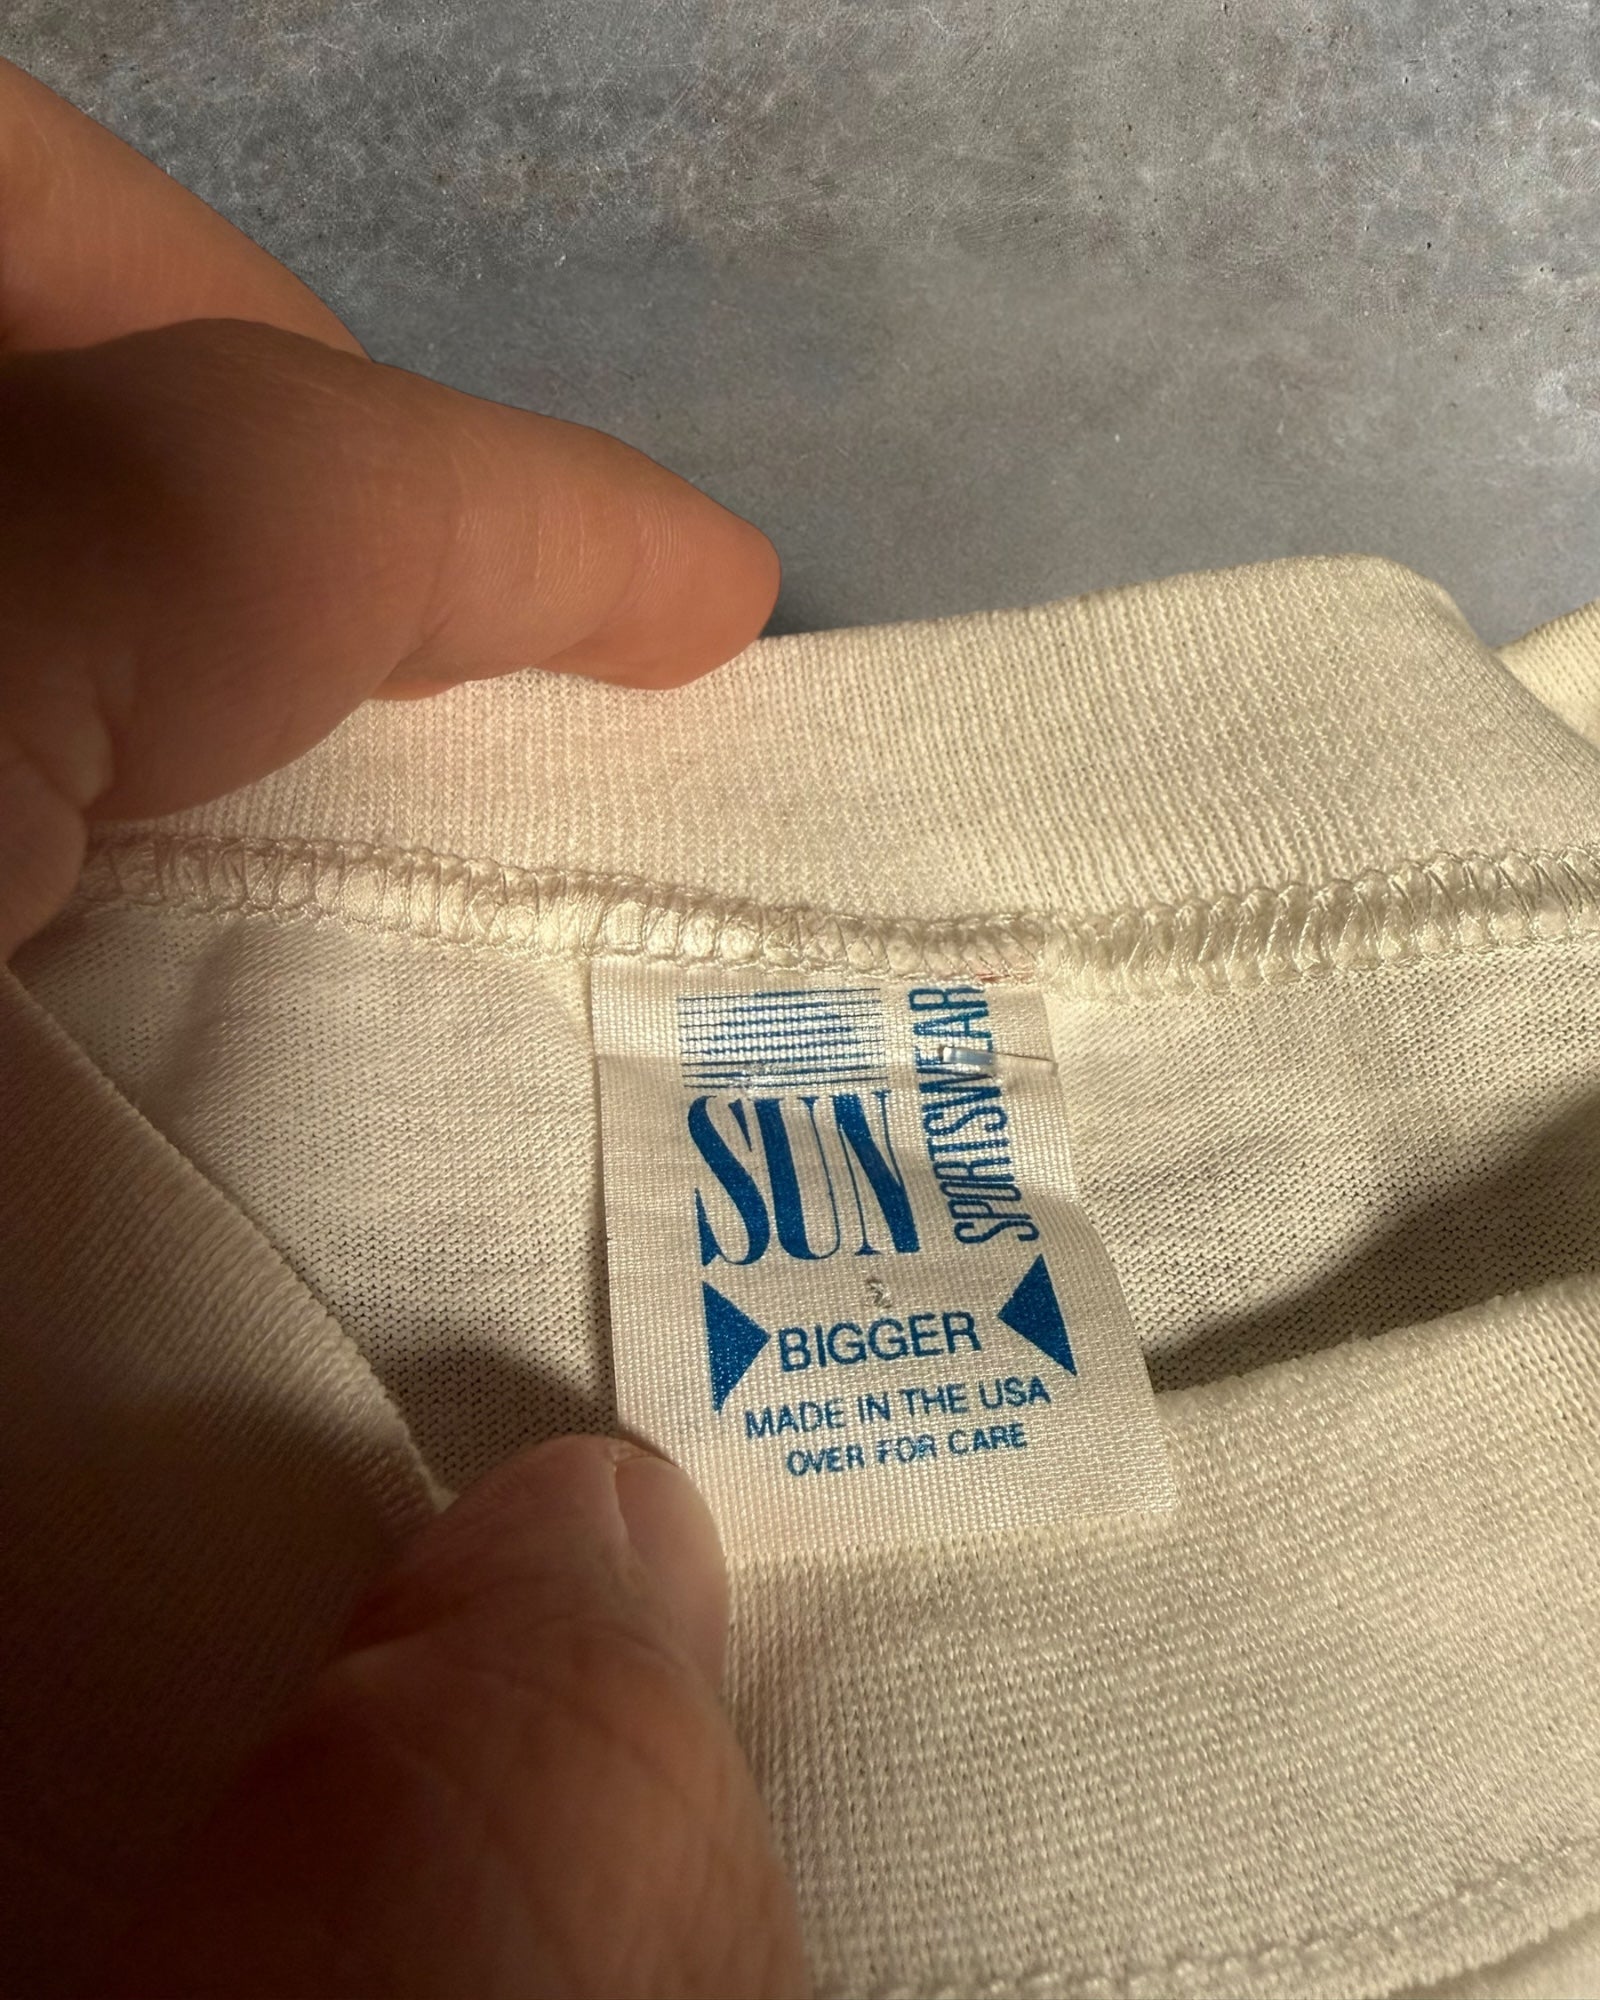 SUN
SPORTSWEAR
BIGGER
MADE IN THE USA
OVER FOR CARE